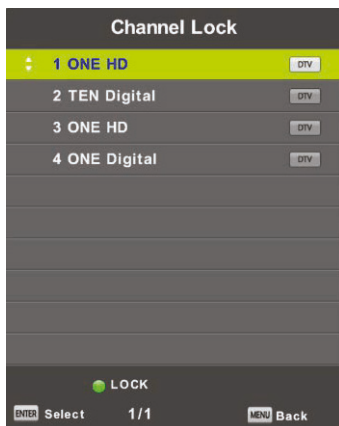 Channel Lock
1 ONE HD DTV
2 TEN Digital DTV
3 ONE HD DTV
4 ONE Digital DTV
LOCK
ENTER Select 1/1 MENU Back